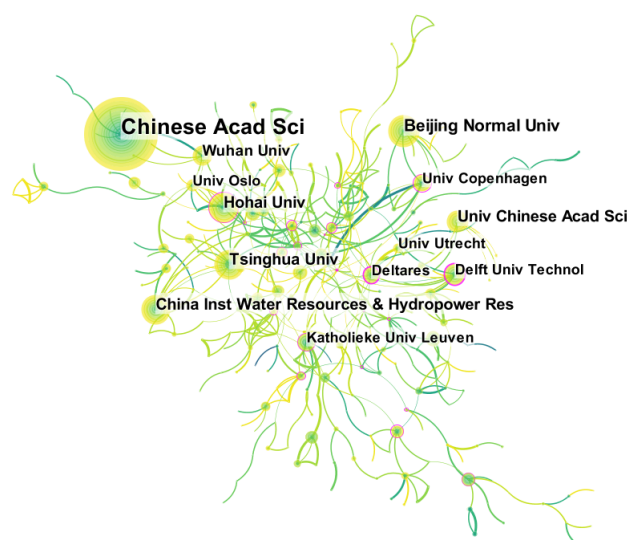 Chinese Acad Sci
Beijing Normal Univ
Wuhan Univ
Univ Oslo
Univ Copenhagen
Hohai Univ
Univ Chinese Acad Sci
Univ Utrecht
Tsinghua Univ
Deltares
Delft Univ Technol
China Inst Water Resources & Hydropower Res
Katholieke Univ Leuven